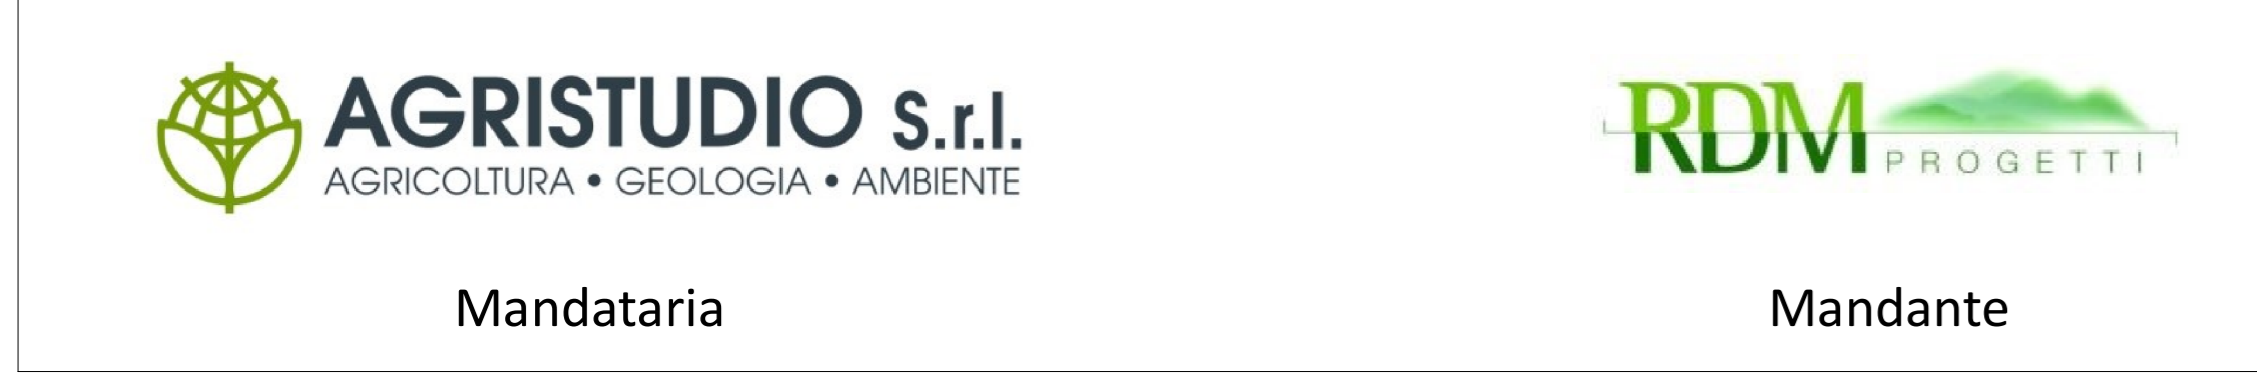 AGRISTUDIO S.r.l.
AGRICOLTURA • GEOLOGIA • AMBIENTE
Mandataria
RDM PROGETTI
Mandante